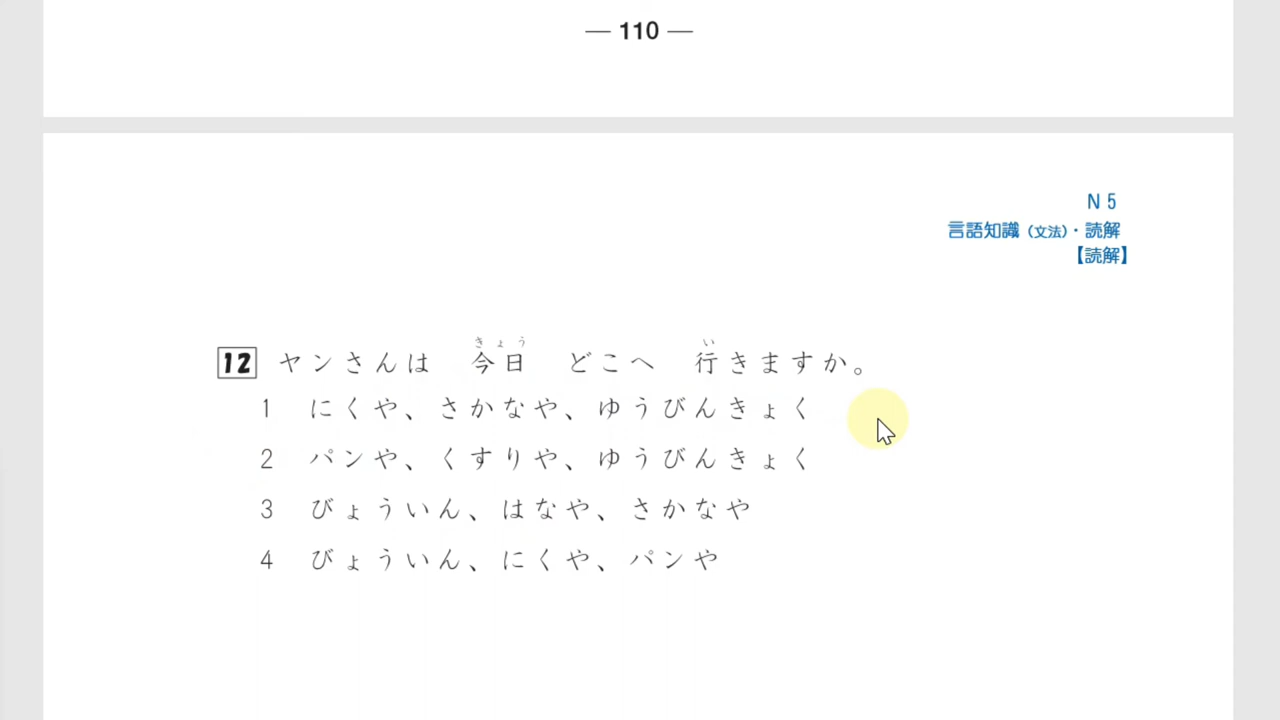 — 110 —
N 5
言語知識（文法）・読解
【読解】
きょう い
12 ヤンさんは 今日 どこへ 行きますか。
1 にくや、さかなや、ゆうびんきょく
2 パンや、くすりや、ゆうびんきょく
3 びょういん、はなや、さかなや
4 びょういん、にくや、パンや